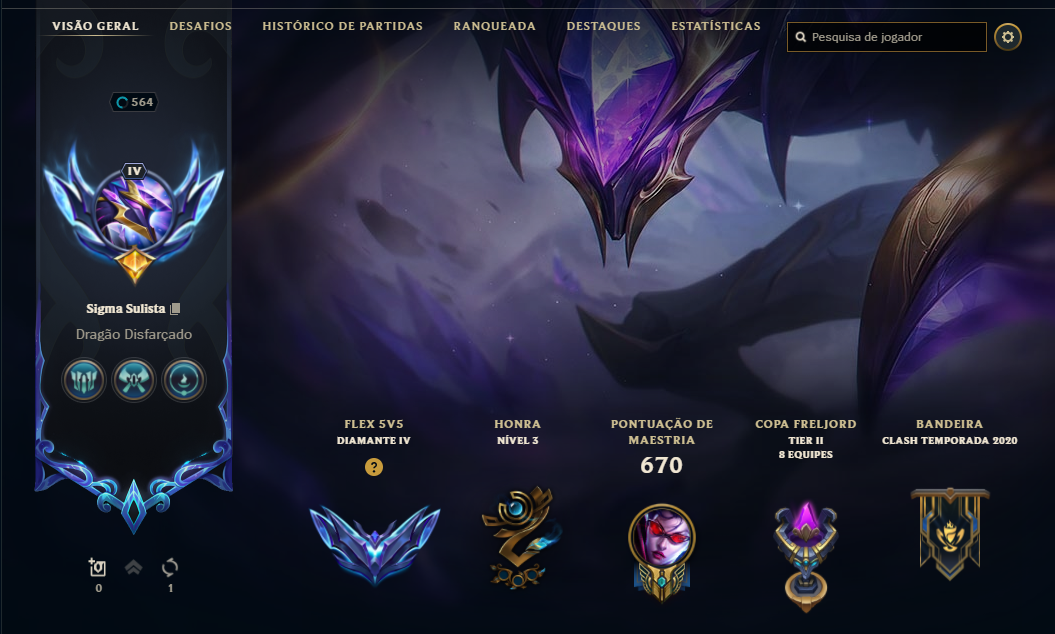 VISÃO GERAL
DESAFIOS
HISTÓRICO DE PARTIDAS
RANQUEADA
DESTAQUES
ESTATÍSTICAS
Pesquisa de jogador
564
IV
Sigma Sulista
Dragão Disfarçado
FLEX 5V5
DIAMANTE IV
?
HONRA
NÍVEL 3
PONTUAÇÃO DE
MAESTRIA
670
COPA FRELJORD
TIER II
8 EQUIPES
BANDEIRA
CLASH TEMPORADA 2020
0
1